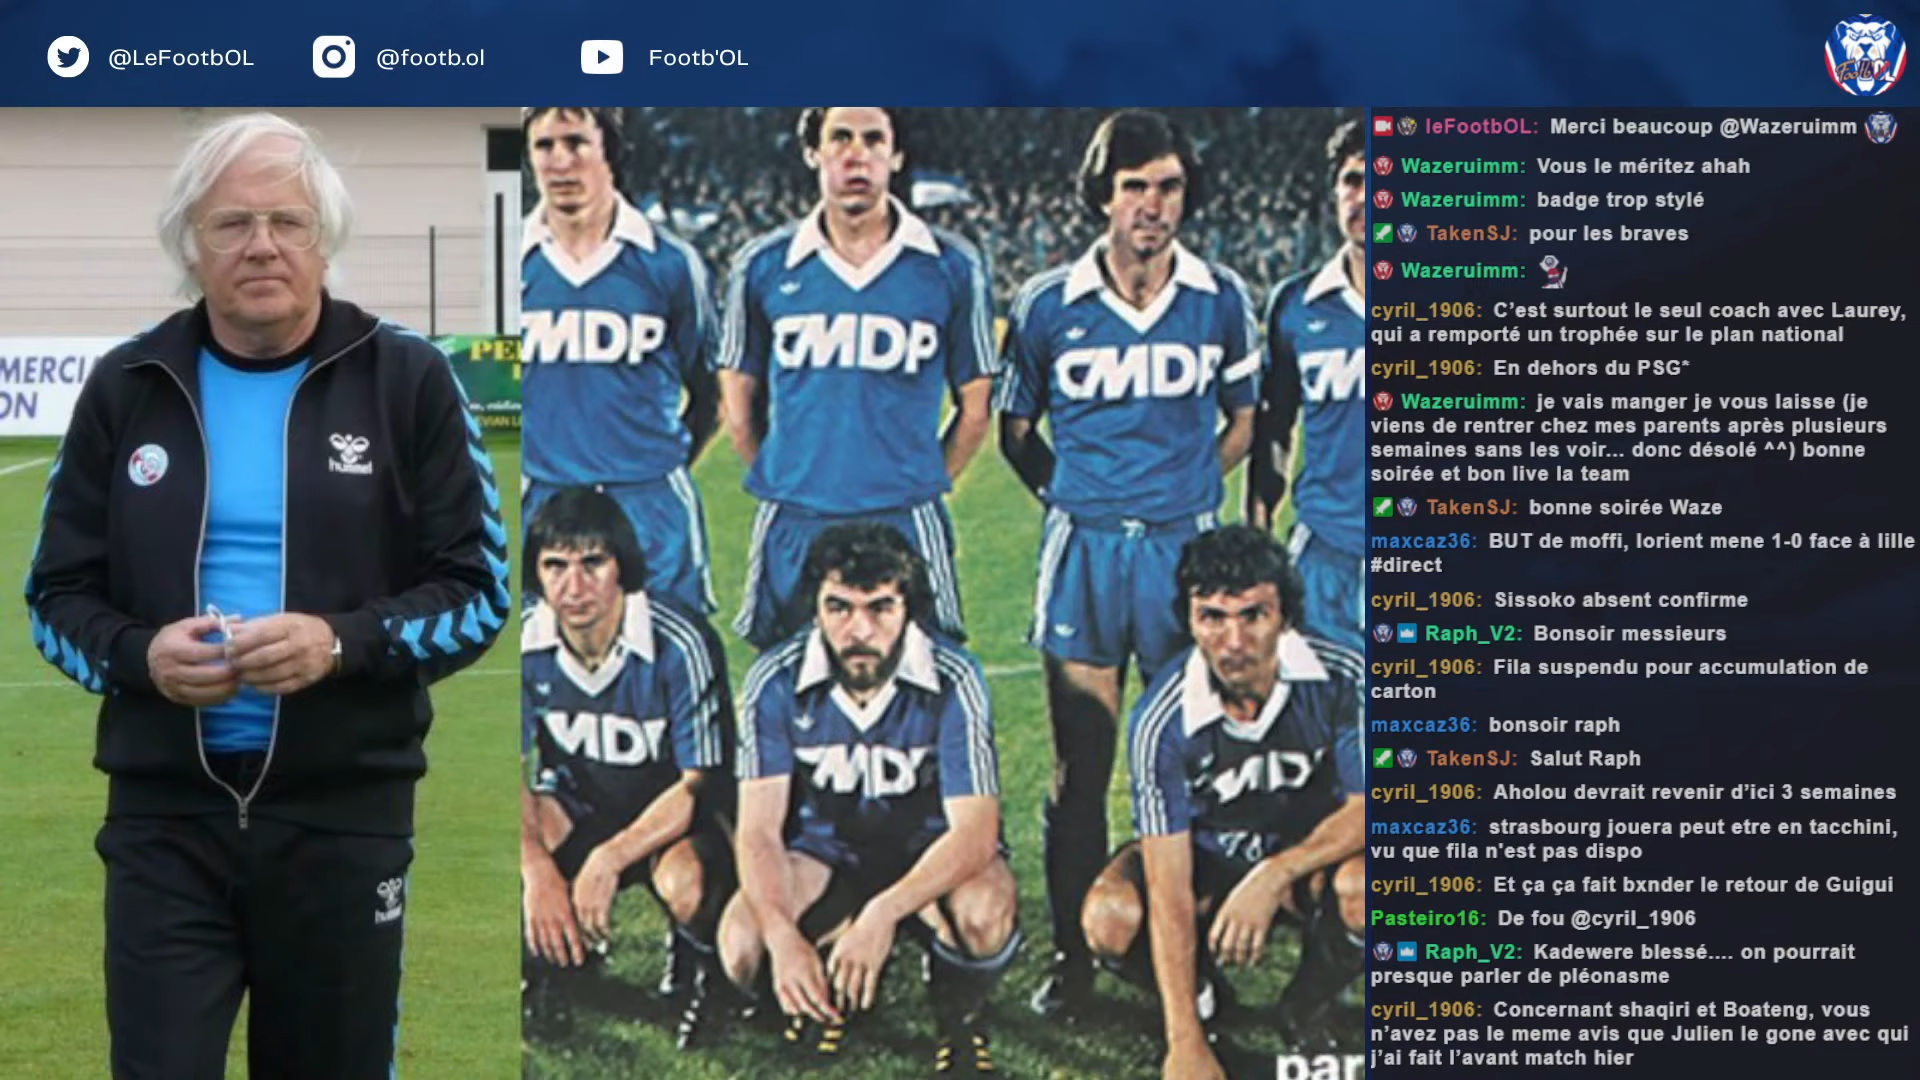 @LeFootbOL
@footb.ol
Footb'OL
MERCI
ON
PE
hummel
CMDP
CMDP
CMDP
CM
MDP
CMDP
CMDP
78
par
leFootbOL: Merci beaucoup @Wazeruimm
Wazeruimm: Vous le méritez ahah
Wazeruimm: badge trop stylé
TakenSJ: pour les braves
Wazeruimm:
cyril_1906: C’est surtout le seul coach avec Laurey,
qui a remporté un trophée sur le plan national
cyril_1906: En dehors du PSG*
Wazeruimm: je vais manger je vous laisse (je
viens de rentrer chez mes parents après plusieurs
semaines sans les voir... donc désolé ^^) bonne
soirée et bon live la team
TakenSJ: bonne soirée Waze
maxcaz36: BUT de moffi, lorient mene 1-0 face à lille
#direct
cyril_1906: Sissoko absent confirme
Raph_V2: Bonsoir messieurs
cyril_1906: Fila suspendu pour accumulation de
carton
maxcaz36: bonsoir raph
TakenSJ: Salut Raph
cyril_1906: Aholou devrait revenir d’ici 3 semaines
maxcaz36: strasbourg jouera peut etre en tacchini,
vu que fila n'est pas dispo
cyril_1906: Et ça ça fait bxnder le retour de Guigui
Pasteiro16: De fou @cyril_1906
Raph_V2: Kadewere blessé.... on pourrait
presque parler de pléonasme
cyril_1906: Concernant shaqiri et Boateng, vous
n’avez pas le meme avis que Julien le gone avec qui
j’ai fait l’avant match hier